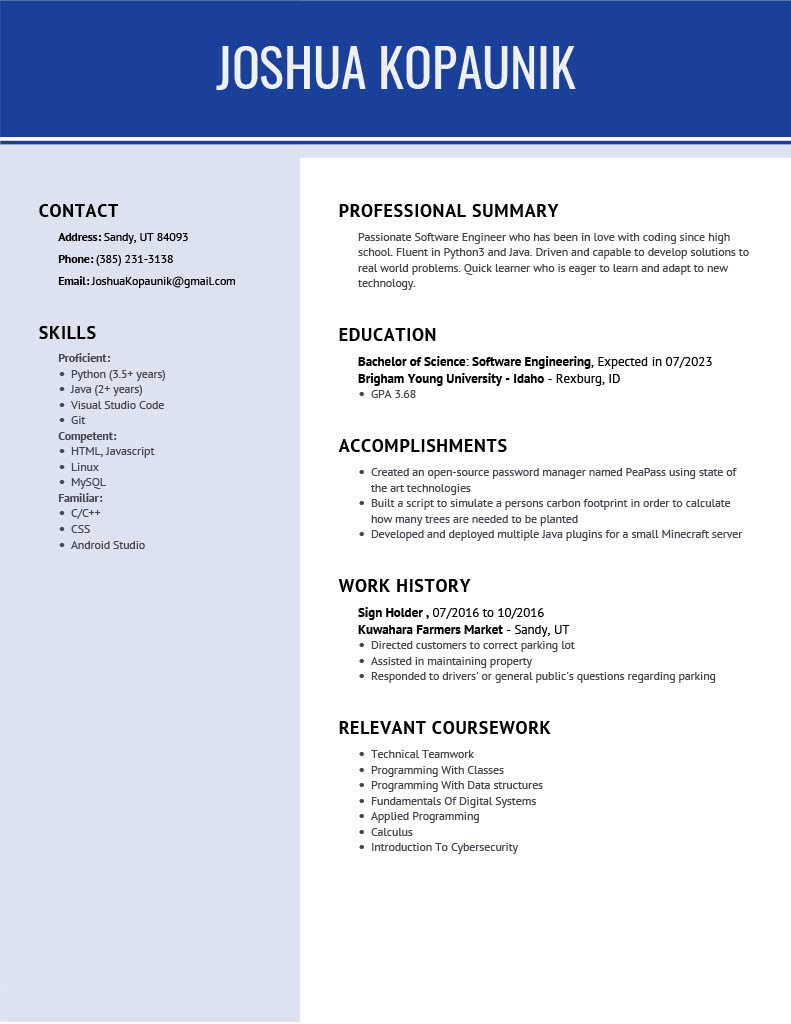 JOSHUA KOPAUNIK
CONTACT
Address: Sandy, UT 84093
Phone: (385) 231-3138
Email: JoshuaKopaunik@gmail.com
SKILLS
Proficient:
• Python (3.5+ years)
• Java (2+ years)
• Visual Studio Code
• Git
Competent:
• HTML, Javascript
• Linux
• MySQL
Familiar:
• C/C++
• CSS
• Android Studio
PROFESSIONAL SUMMARY
Passionate Software Engineer who has been in love with coding since high
school. Fluent in Python3 and Java. Driven and capable to develop solutions to
real world problems. Quick learner who is eager to learn and adapt to new
technology.
EDUCATION
Bachelor of Science: Software Engineering, Expected in 07/2023
Brigham Young University - Idaho - Rexburg, ID
• GPA 3.68
ACCOMPLISHMENTS
• Created an open-source password manager named PeaPass using state of
the art technologies
• Built a script to simulate a persons carbon footprint in order to calculate
how many trees are needed to be planted
• Developed and deployed multiple Java plugins for a small Minecraft server
WORK HISTORY
Sign Holder , 07/2016 to 10/2016
Kuwahara Farmers Market - Sandy, UT
• Directed customers to correct parking lot
• Assisted in maintaining property
• Responded to drivers' or general public's questions regarding parking
RELEVANT COURSEWORK
• Technical Teamwork
• Programming With Classes
• Programming With Data structures
• Fundamentals Of Digital Systems
• Applied Programming
• Calculus
• Introduction To Cybersecurity